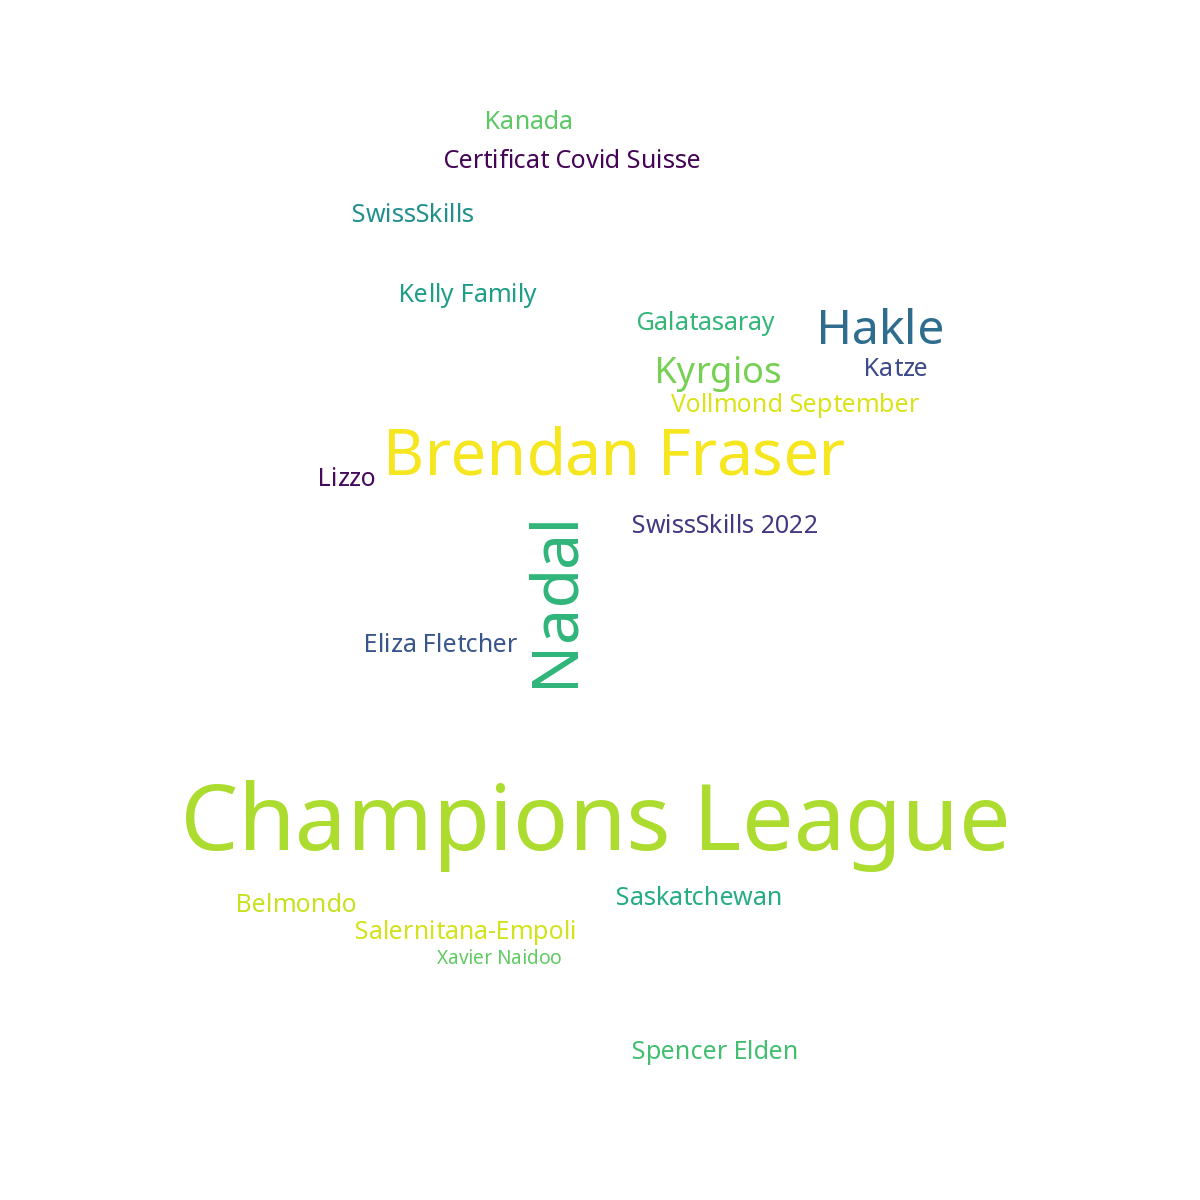 Kanada
Certificat Covid Suisse
SwissSkills
Kelly Family
Galatasaray
Hakle
Kyrgios
Katze
Vollmond September
Brendan Fraser
Lizzo
SwissSkills 2022
Nadal
Eliza Fletcher
Champions League
Saskatchewan
Belmondo
Salernitana-Empoli
Xavier Naidoo
Spencer Elden